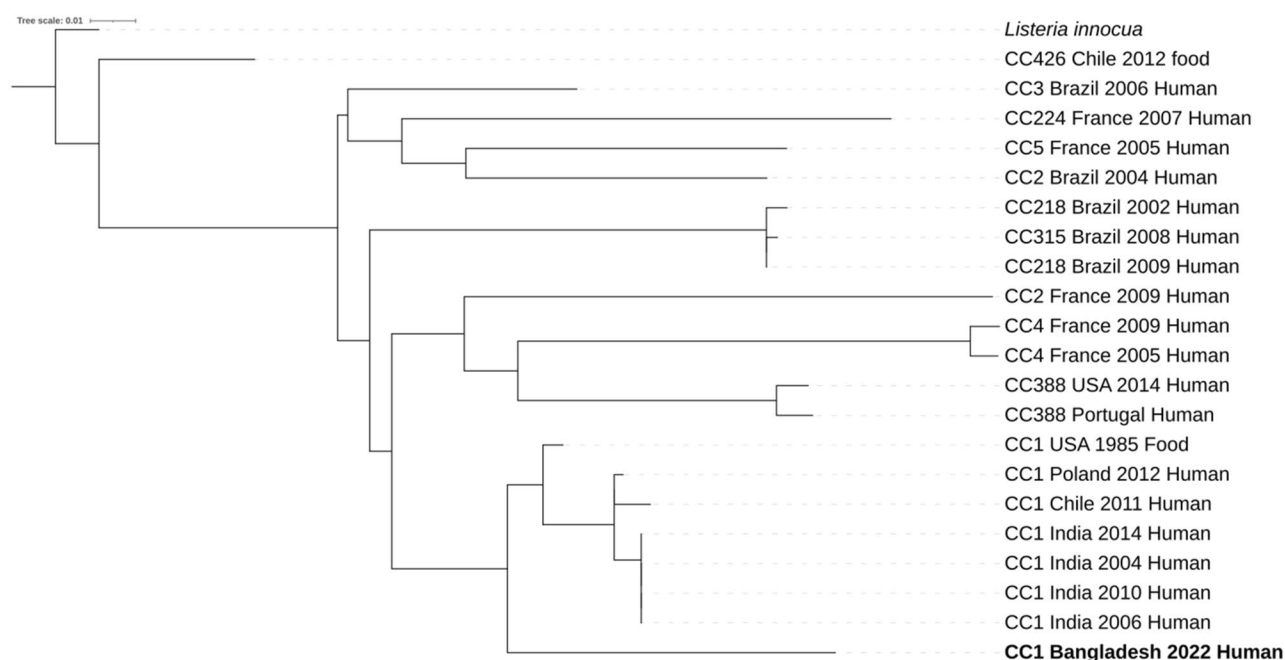 Tree scale: 0.01
Listeria innocua
CC426 Chile 2012 food
CC3 Brazil 2006 Human
CC224 France 2007 Human
CC5 France 2005 Human
CC2 Brazil 2004 Human
CC218 Brazil 2002 Human
CC315 Brazil 2008 Human
CC218 Brazil 2009 Human
CC2 France 2009 Human
CC4 France 2009 Human
CC4 France 2005 Human
CC388 USA 2014 Human
CC388 Portugal Human
CC1 USA 1985 Food
CC1 Poland 2012 Human
CC1 Chile 2011 Human
CC1 India 2014 Human
CC1 India 2004 Human
CC1 India 2010 Human
CC1 India 2006 Human
CC1 Bangladesh 2022 Human